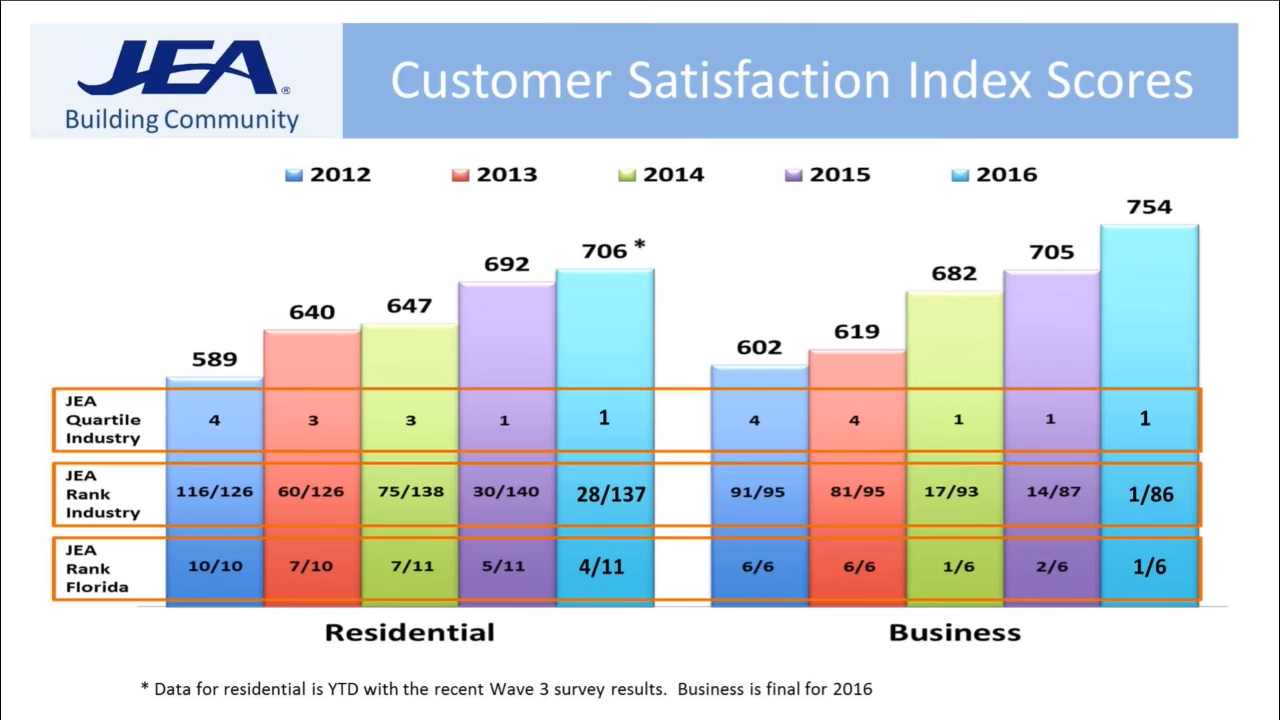 JEA®
Building Community
Customer Satisfaction Index Scores
2012 2013 2014 2015 2016
589 640 647 692 706 * 602 619 682 705 754
JEA
Quartile
Industry
4 3 3 1 1 4 4 1 1 1
JEA
Rank
Industry
116/126 60/126 75/138 30/140 28/137 91/95 81/95 17/93 14/87 1/86
JEA
Rank
Florida
10/10 7/10 7/11 5/11 4/11 6/6 6/6 1/6 2/6 1/6
Residential Business
* Data for residential is YTD with the recent Wave 3 survey results. Business is final for 2016